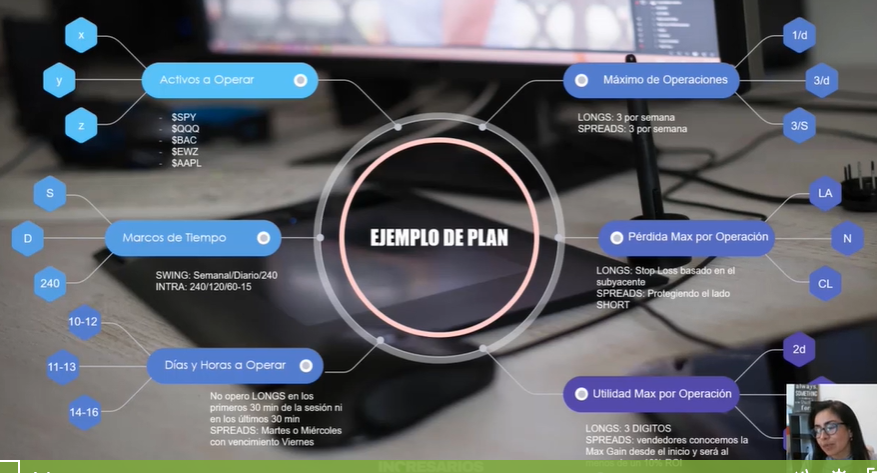 x
y
z
Activos a Operar
- $SPY
- $QQQ
- $BAC
- $EWZ
- $AAPL
S
D
240
Marcos de Tiempo
SWING: Semanal/Diario/240
INTRA: 240/120/60-15
10-12
11-13
14-16
Días y Horas a Operar
No opero LONGS en los
primeros 30 min de la sesión ni
en los últimos 30 min
SPREADS: Martes o Miércoles
con vencimiento Viernes
EJEMPLO DE PLAN
Máximo de Operaciones
1/d
3/d
3/S
LONGS: 3 por semana
SPREADS: 3 por semana
Pérdida Max por Operación
LA
N
CL
LONGS: Stop Loss basado en el
subyacente
SPREADS: Protegiendo el lado
SHORT
Utilidad Max por Operación
2d
LONGS: 3 DIGITOS
SPREADS: vendedores conocemos la
Max Gain desde el inicio y será al
INGRESARIOS